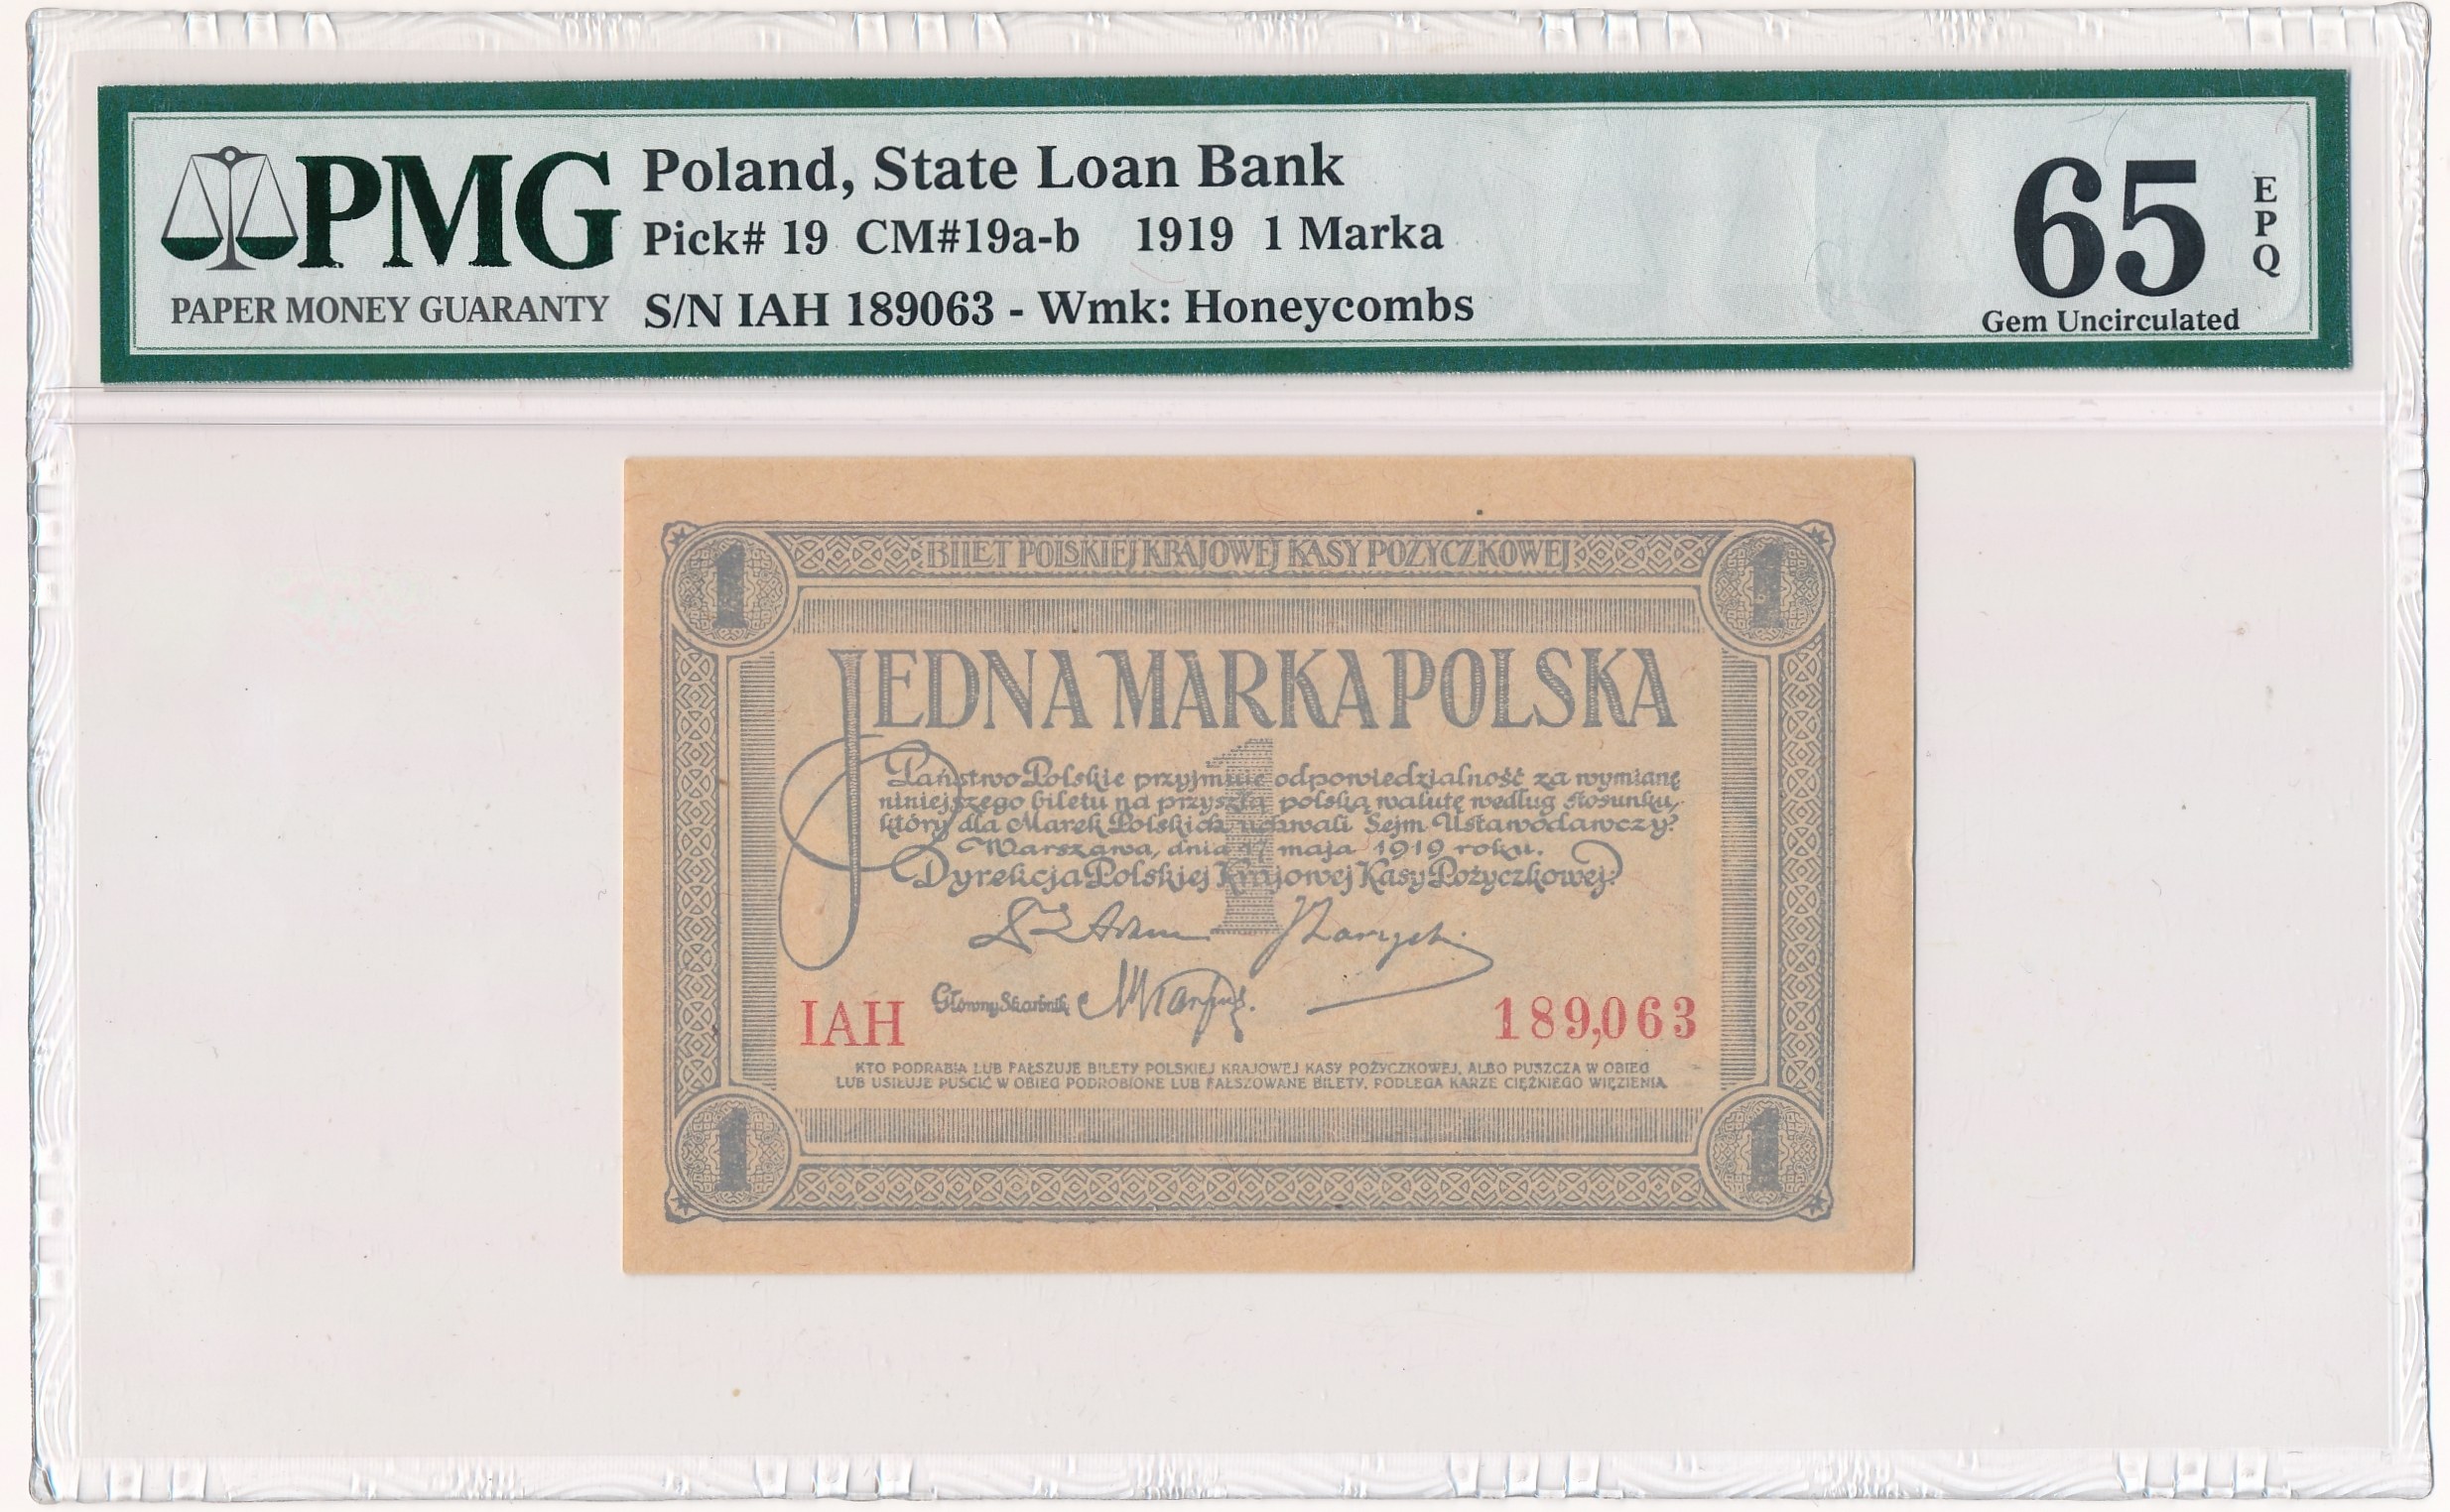 PMG
PAPER MONEY GUARANTY
Poland, State Loan Bank
Pick# 19 CM#19a-b 1919 1 Marka
S/N IAH 189063 - Wmk: Honeycombs
65
EPQ
Gem Uncirculated
1
BILET POLSKIEJ KRAJOWEJ KASY POŻYCZKOWEJ
1
JEDNA MARKA POLSKA
1
Państwo Polskie przyjmuje odpowiedzialność za wymianę
niniejszego biletu na przyszłą polską walutę według stosunku,
który dla Marek Polskich uchwali Sejm Ustawodawczy.
Warszawa, dnia 17 maja 1919 roku.
Dyrekcja Polskiej Krajowej Kasy Pożyczkowej.
Główny Skarbnik
IAH
189,063
KTO PODRABIA LUB FAŁSZUJE BILETY POLSKIEJ KRAJOWEJ KASY POŻYCZKOWEJ, ALBO PUSZCZA W OBIEG
LUB USIŁUJE PUŚCIĆ W OBIEG PODROBIONE LUB FAŁSZOWANE BILETY, PODLEGA KARZE CIĘŻKIEGO WIĘZIENIA.
1
1